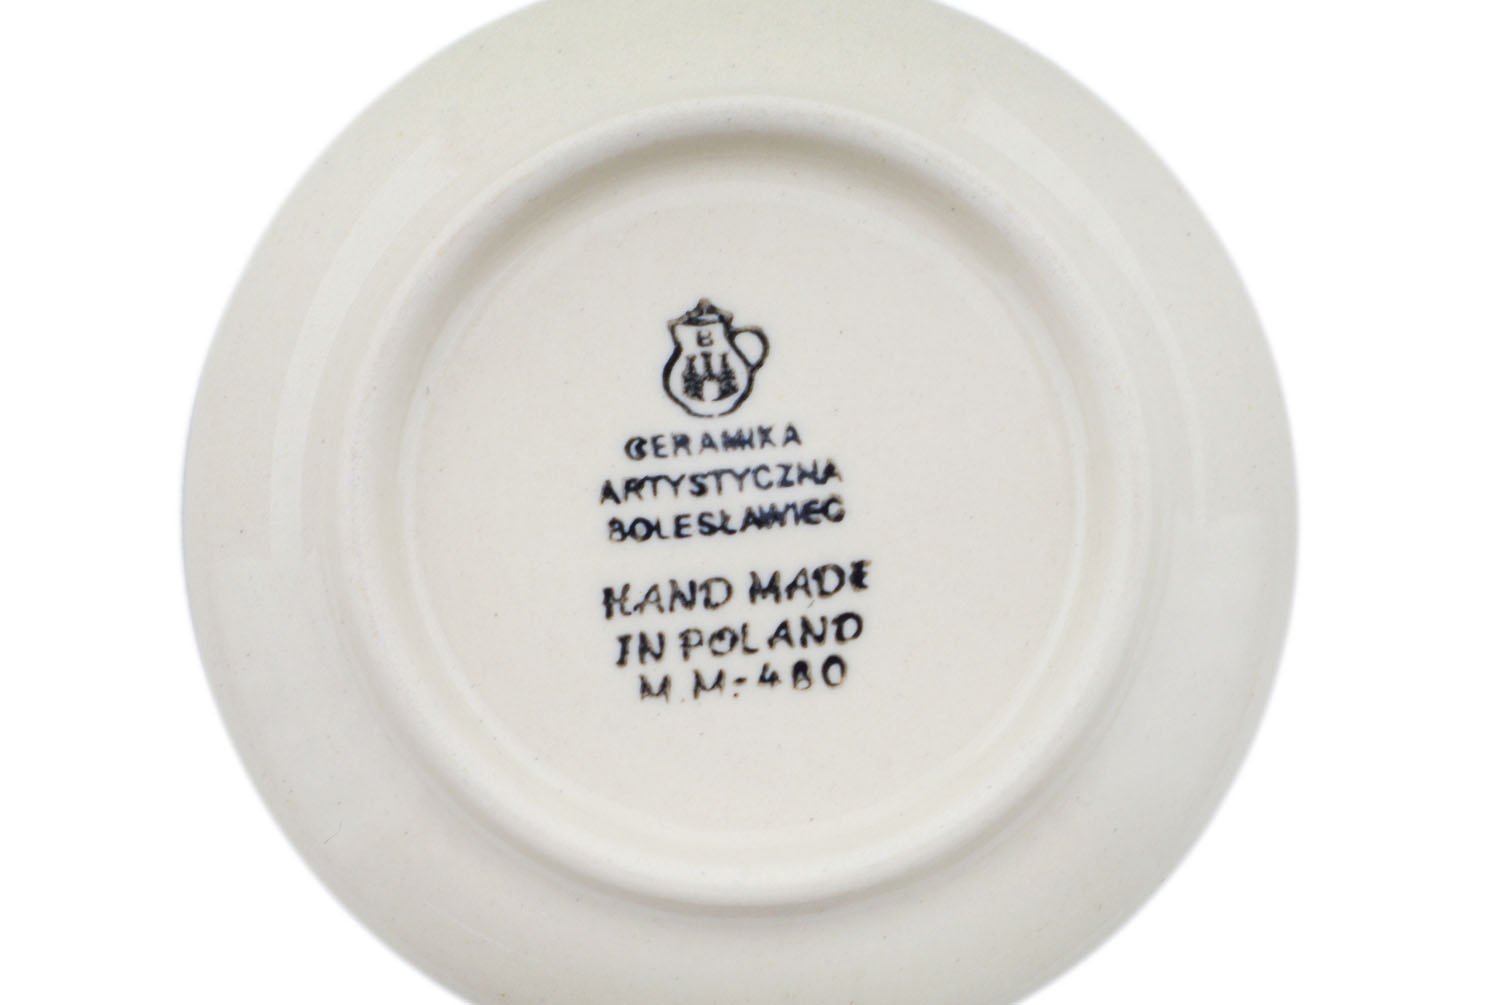 B
CERAMIKA
ARTYSTYCZNA
BOLESŁAWIEC
HAND MADE
IN POLAND
M.M-480